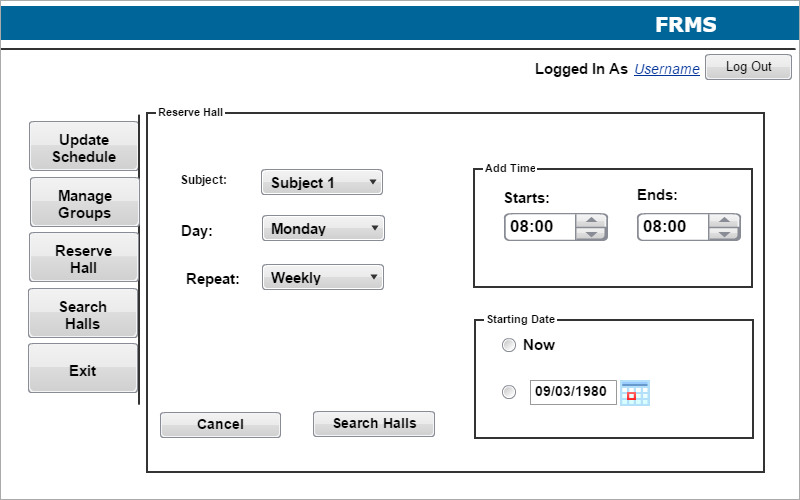 FRMS
Logged In As Username Log Out
Update
Schedule
Manage
Groups
Reserve
Hall
Search
Halls
Exit
Reserve Hall
Subject: Subject 1
Day: Monday
Repeat: Weekly
Cancel
Search Halls
Add Time
Starts: Ends:
08:00 08:00
Starting Date
Now
09/03/1980